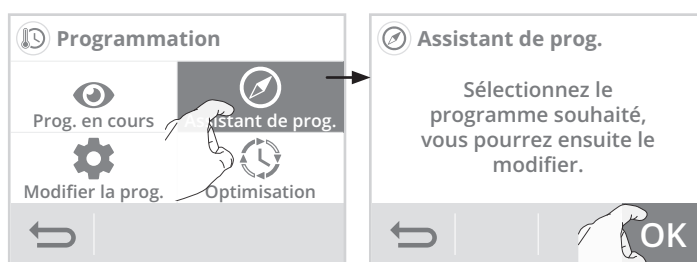 Programmation
Prog. en cours
Assistant de prog.
Modifier la prog.
Optimisation
Assistant de prog.
Sélectionnez le
programme souhaité,
vous pourrez ensuite le
modifier.
OK